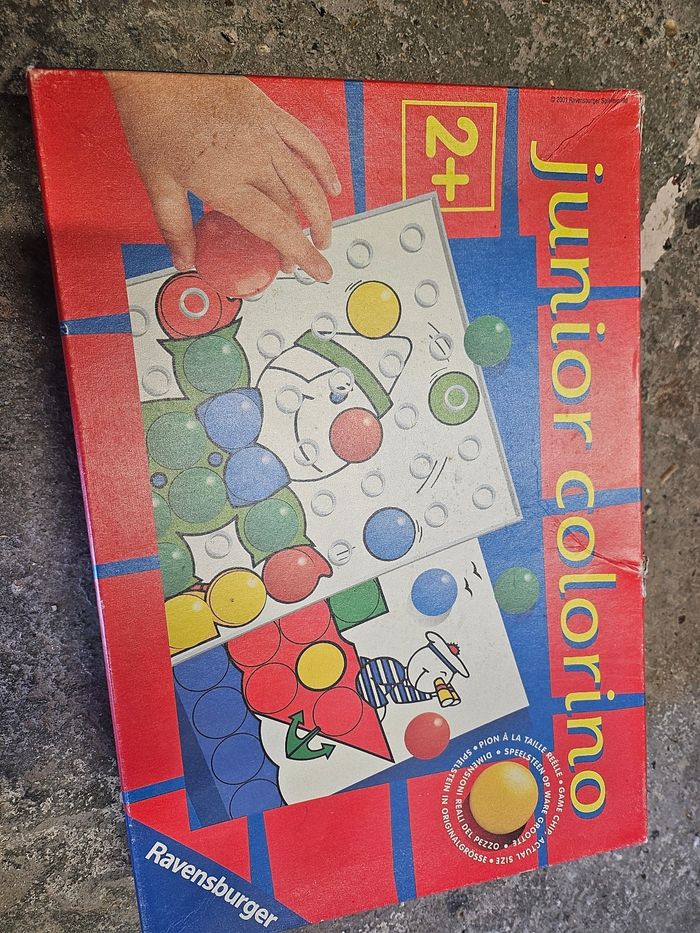 © 2001 Ravensburger Spieleverlag
2+
junior colorino
PION À LA TAILLE RÉELLE • GAME CHIP: ACTUAL SIZE • SPIELSTEIN IN ORIGINALGRÖSSE •
SPEELSTEEN OP WARE GROOTTE • DIMENSIONI REALI DEL PEZZO •
Ravensburger